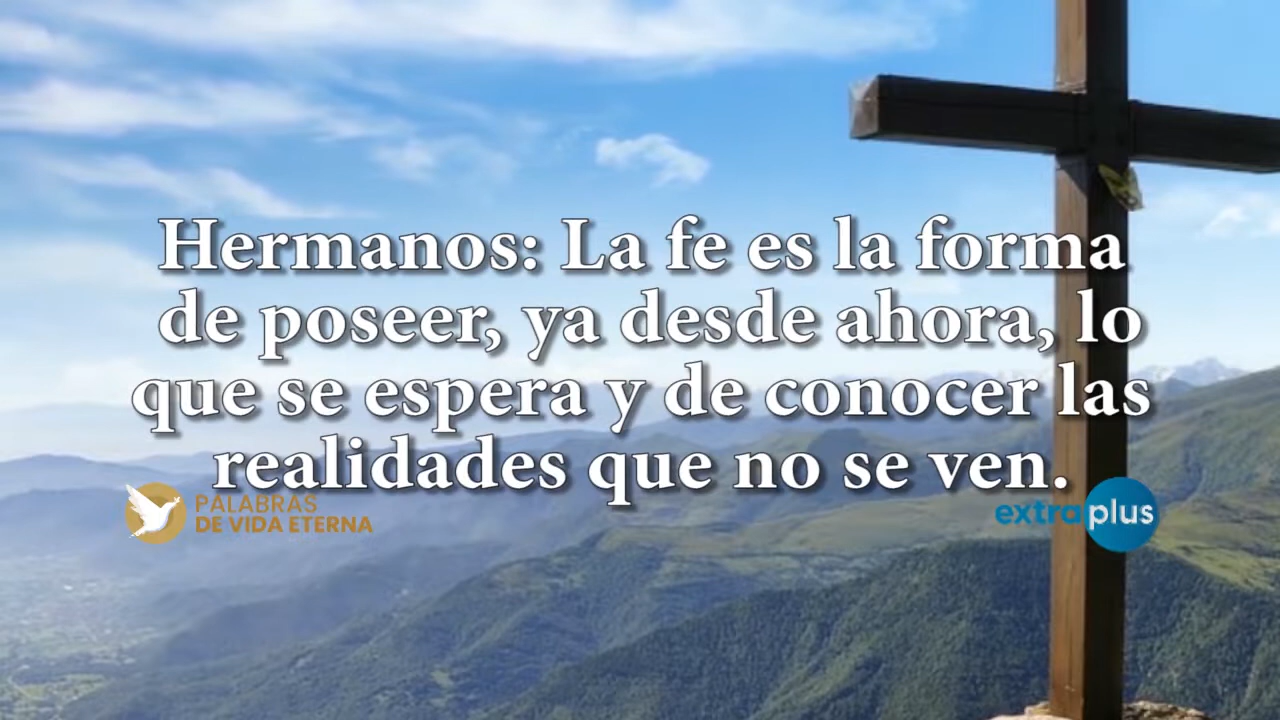 Hermanos: La fe es la forma
de poseer, ya desde ahora, lo
que se espera y de conocer las
realidades que no se ven.
PALABRAS
DE VIDA ETERNA
extraplus